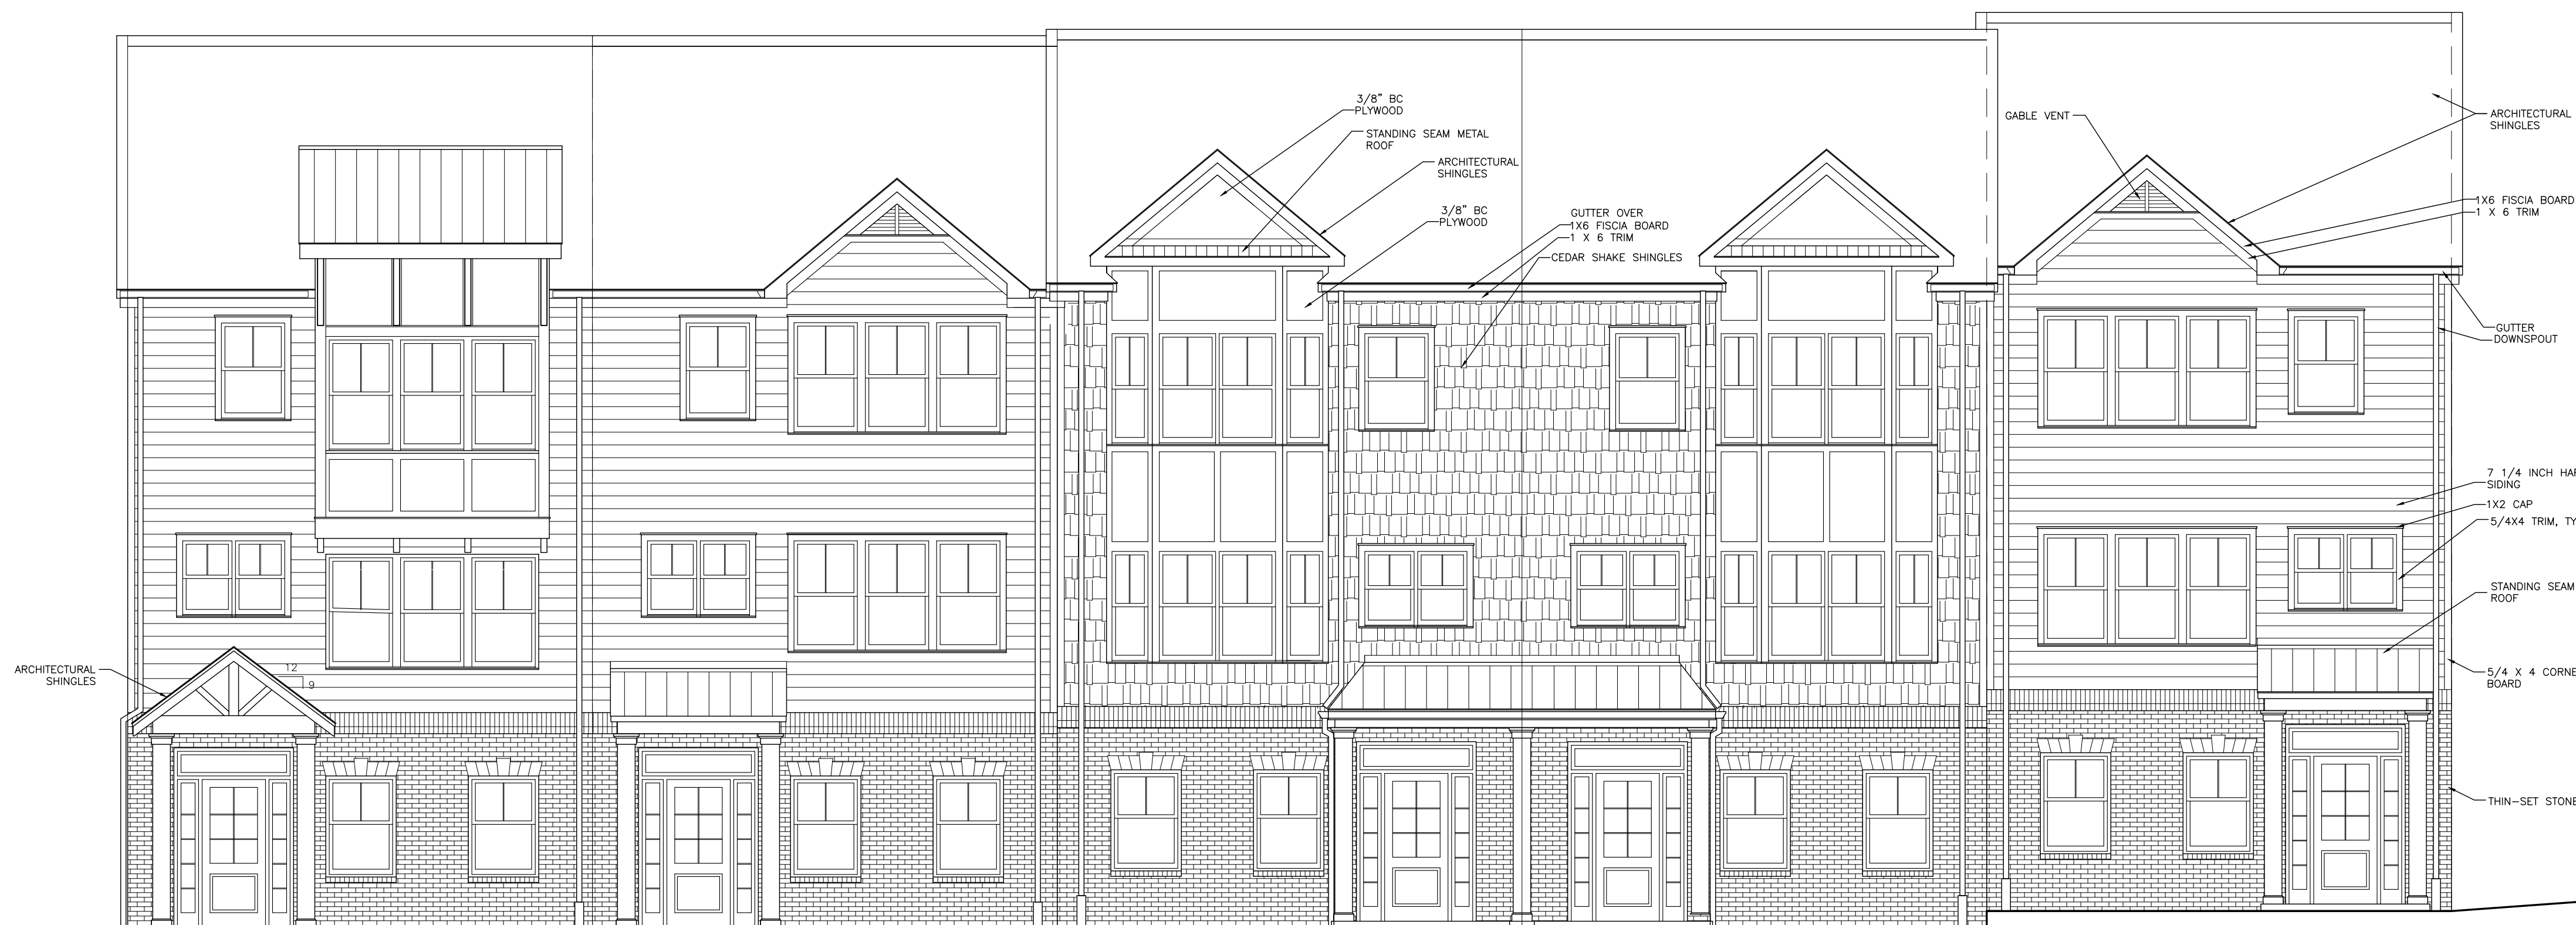 3/8” BC
PLYWOOD
STANDING SEAM METAL
ROOF
ARCHITECTURAL
SHINGLES
3/8” BC
PLYWOOD
GUTTER OVER
1X6 FISCIA BOARD
1 X 6 TRIM
CEDAR SHAKE SHINGLES
GABLE VENT
ARCHITECTURAL
SHINGLES
1X6 FISCIA BOARD
1 X 6 TRIM
GUTTER
DOWNSPOUT
7 1/4 INCH
SIDING
1X2 CAP
5/4X4 TRIM,
STANDING SEAM
ROOF
5/4 X 4
BOARD
THIN-SET
ARCHITECTURAL
SHINGLES
12
9